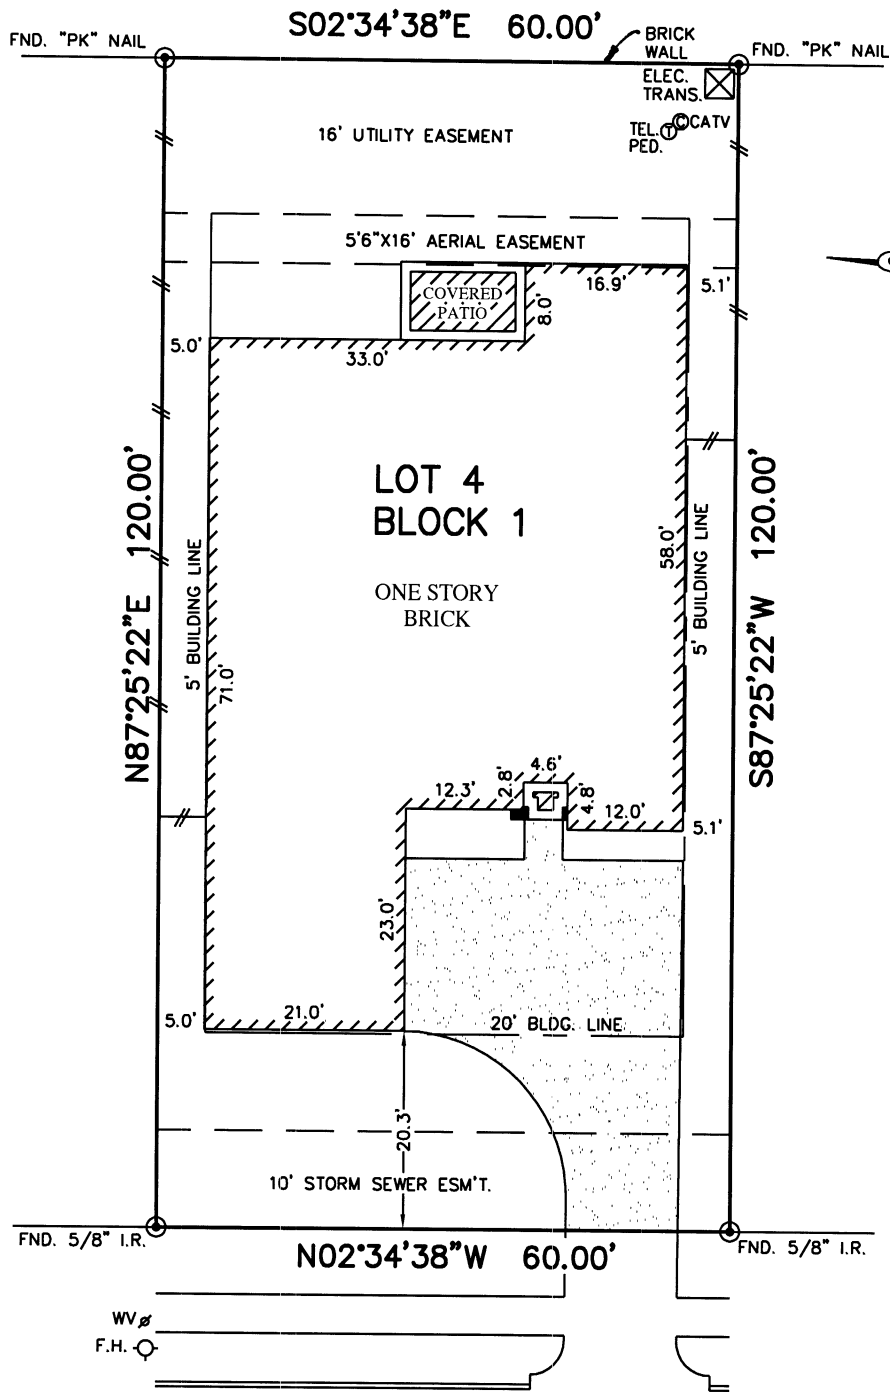 S02°34'38"E 60.00'
FND. "PK" NAIL
BRICK
WALL
FND. "PK" NAIL
ELEC.
TRANS.
16' UTILITY EASEMENT
TEL.
PED.
T
C
CATV
5'6"X16' AERIAL EASEMENT
16.9'
5.1'
COVERED
PATIO
8.0'
5.0'
33.0'
LOT 4
BLOCK 1
ONE STORY
BRICK
N87°25'22"E 120.00'
5' BUILDING LINE
71.0'
58.0'
5' BUILDING LINE
S87°25'22"W 120.00'
12.3'
2.8'
4.6'
4.8'
12.0'
5.1'
23.0'
5.0'
21.0'
20' BLDG. LINE
20.3'
10' STORM SEWER ESM'T.
FND. 5/8" I.R.
N02°34'38"W 60.00'
FND. 5/8" I.R.
WV
F.H.